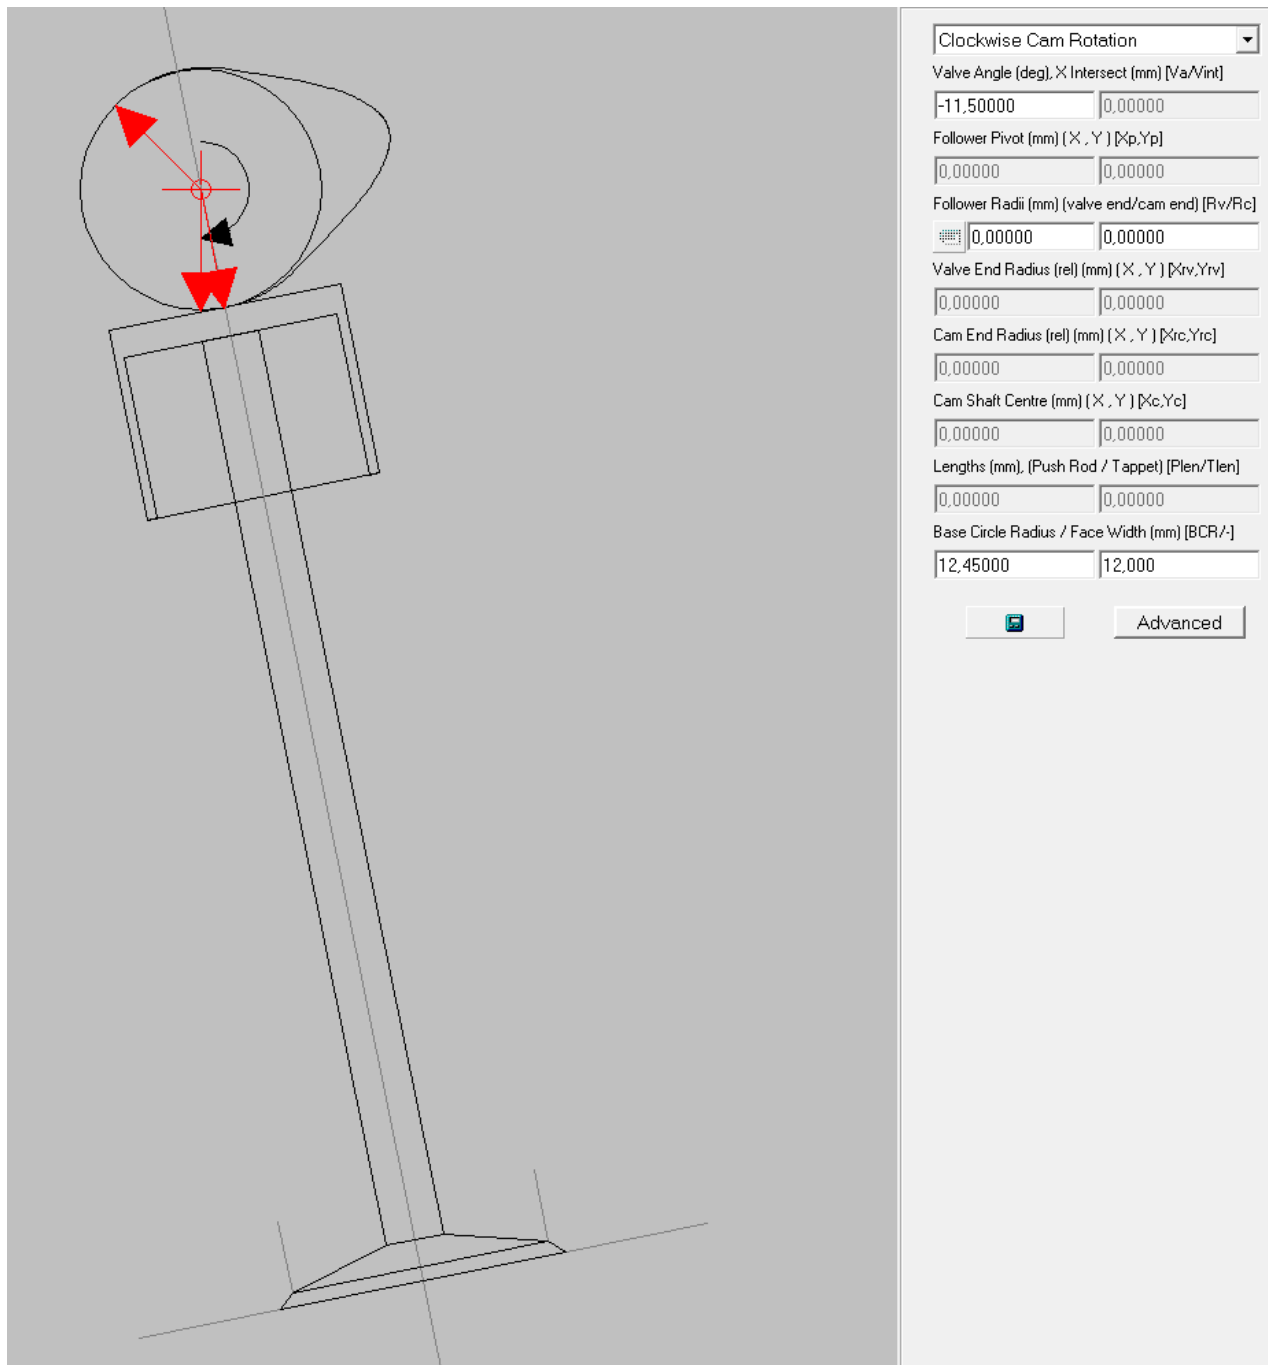 Clockwise Cam Rotation
Valve Angle (deg), X Intersect (mm) [Va/Vint]
-11,50000 0,00000
Follower Pivot (mm) ( X , Y ) [Xp,Yp]
0,00000 0,00000
Follower Radii (mm) (valve end/cam end) [Rv/Rc]
0,00000 0,00000
Valve End Radius (rel) (mm) ( X , Y ) [Xrv,Yrv]
0,00000 0,00000
Cam End Radius (rel) (mm) ( X , Y ) [Xrc,Yrc]
0,00000 0,00000
Cam Shaft Centre (mm) ( X , Y ) [Xc,Yc]
0,00000 0,00000
Lengths (mm), (Push Rod / Tappet) [Plen/Tlen]
0,00000 0,00000
Base Circle Radius / Face Width (mm) [BCR/-]
12,45000 12,000
Advanced